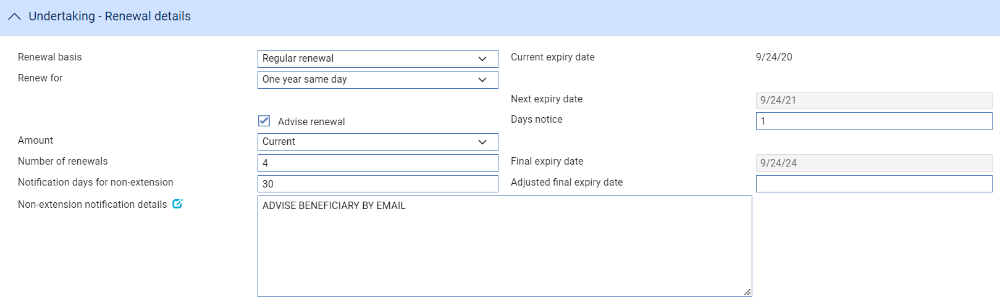 Undertaking - Renewal details
Renewal basis
Regular renewal
Current expiry date
9/24/20
Renew for
One year same day
Next expiry date
9/24/21
Advise renewal
Days notice
1
Amount
Current
Number of renewals
4
Final expiry date
9/24/24
Notification days for non-extension
30
Adjusted final expiry date
Non-extension notification details
ADVISE BENEFICIARY BY EMAIL